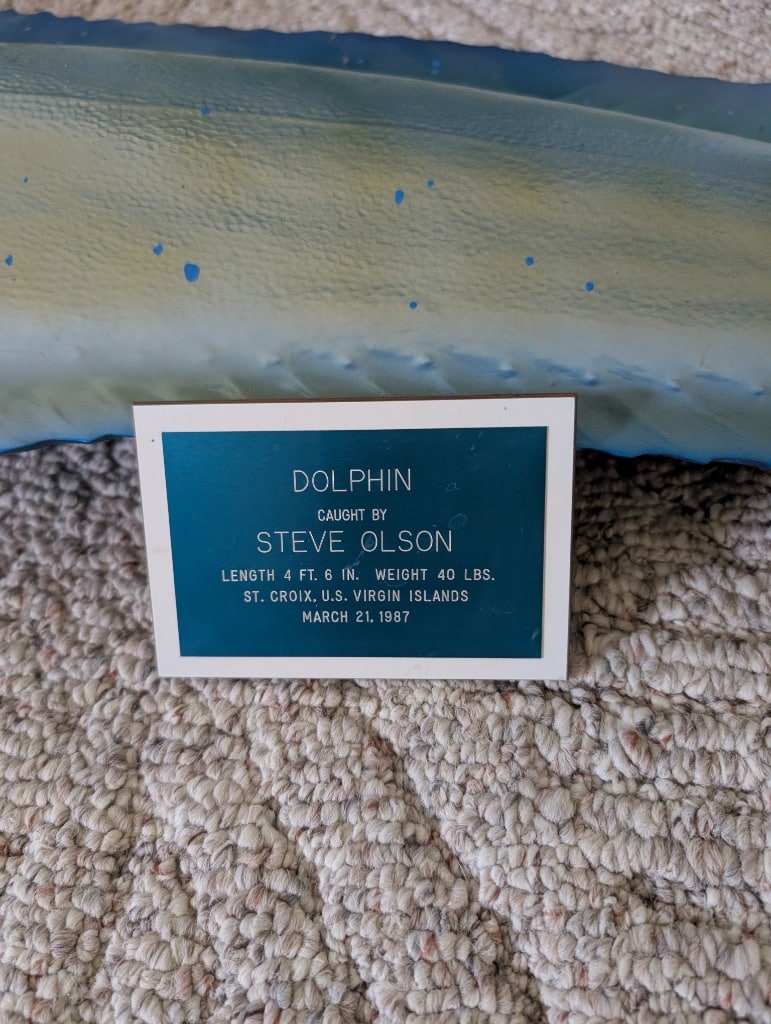 DOLPHIN
CAUGHT BY
STEVE OLSON
LENGTH 4 FT. 6 IN. WEIGHT 40 LBS.
ST. CROIX, U.S. VIRGIN ISLANDS
MARCH 21, 1987